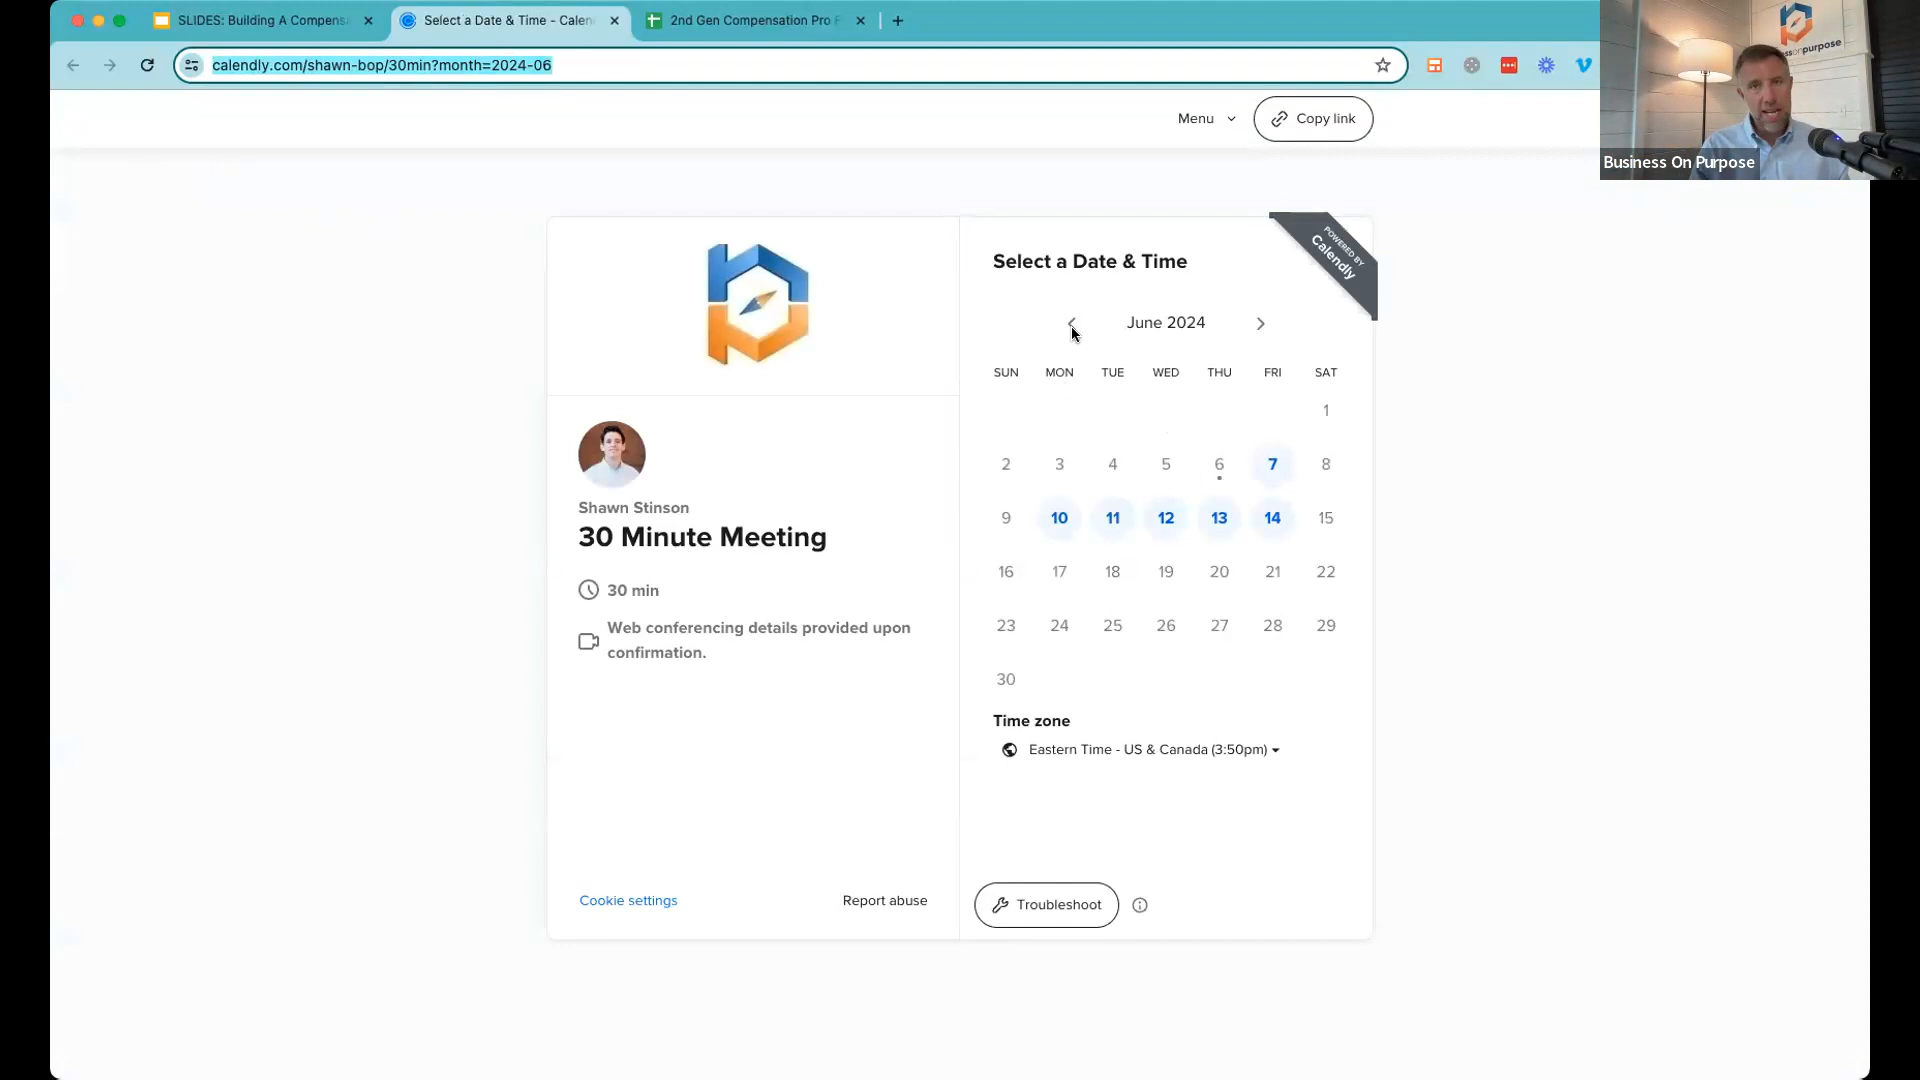 SLIDES: Building A Compens
Select a Date & Time - Calen
2nd Gen Compensation Pro F
calendly.com/shawn-bop/30min?month=2024-06
onpurpose
Business On Purpose
Menu
Copy link
POWERED BY
Calendly
Select a Date & Time
June 2024
SUN MON TUE WED THU FRI SAT
1
2 3 4 5 6 7 8
9 10 11 12 13 14 15
16 17 18 19 20 21 22
23 24 25 26 27 28 29
30
Time zone
Eastern Time - US & Canada (3:50pm)
Shawn Stinson
30 Minute Meeting
30 min
Web conferencing details provided upon
confirmation.
Cookie settings
Report abuse
Troubleshoot